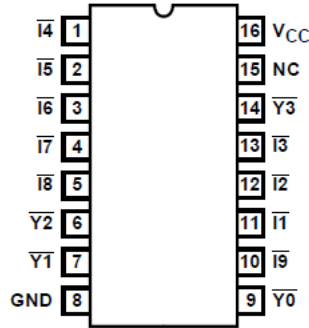 I4 1 16 VCC
I5 2 15 NC
I6 3 14 Y3
I7 4 13 I3
I8 5 12 I2
Y2 6 11 I1
Y1 7 10 I9
GND 8 9 Y0